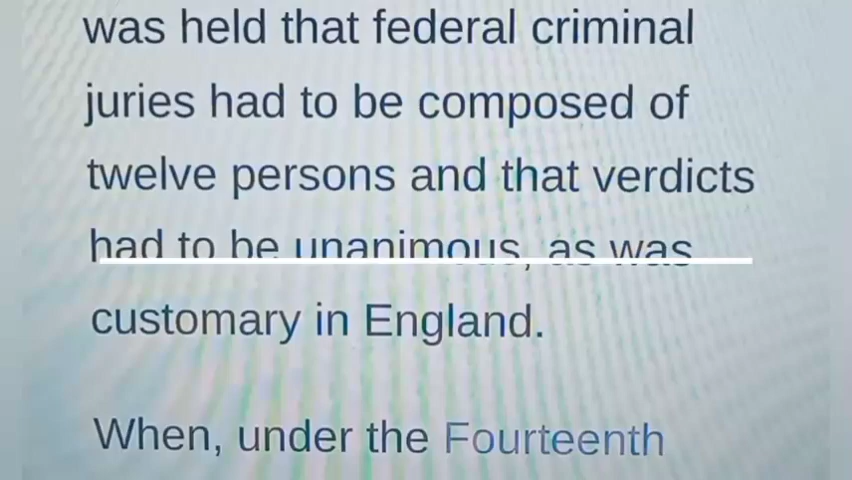 was held that federal criminal
juries had to be composed of
twelve persons and that verdicts
had to be unanimous, as was
customary in England.
When, under the Fourteenth